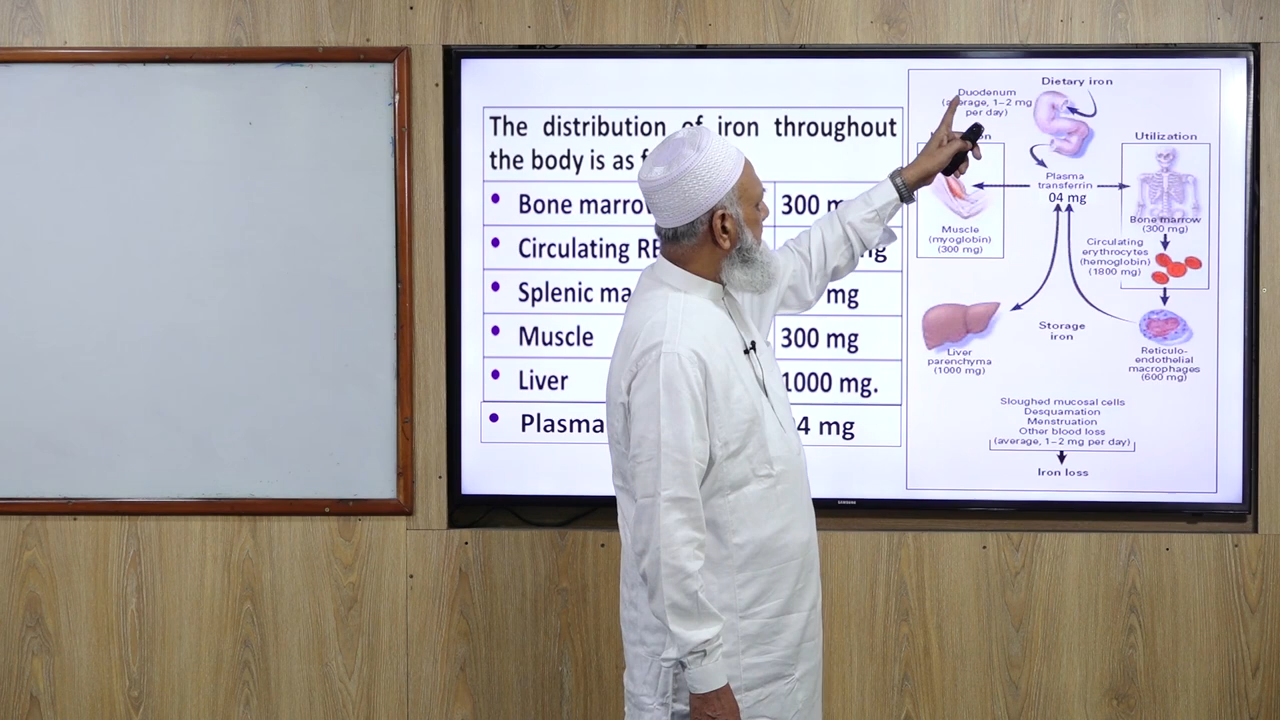 The distribution of iron throughout
the body is as
• Bone 300
• Circulating
• Splenic mg
• Muscle 300 mg
• Liver 1000 mg.
• Plasma 4 mg
Dietary iron
Duodenum
(average, 1–2 mg
per day)
Utilization
Plasma
transferrin
04 mg
Muscle
(myoglobin)
(300 mg)
Bone marrow
(300 mg)
Circulating
erythrocytes
(hemoglobin)
(1800 mg)
Storage
iron
Liver
parenchyma
(1000 mg)
Reticulo-
endothelial
macrophages
(600 mg)
Sloughed mucosal cells
Desquamation
Menstruation
Other blood loss
(average, 1–2 mg per day)
Iron loss
SAMSUNG